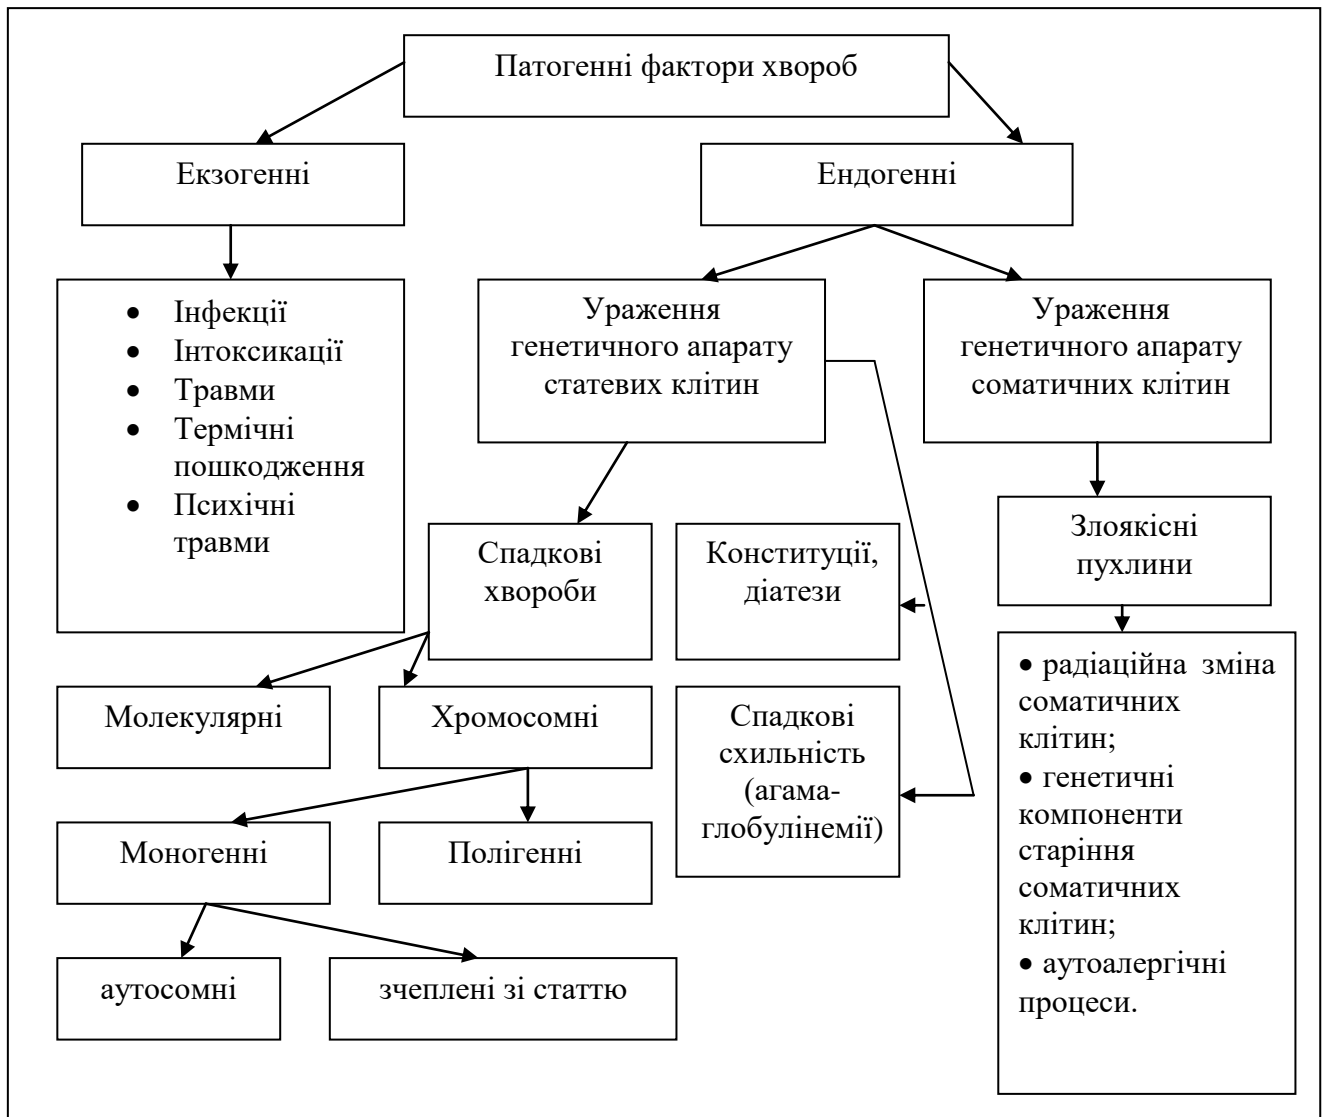 Патогенні фактори хвороб
Екзогенні
Ендогенні
• Інфекції
• Інтоксикації
• Травми
• Термічні
пошкодження
• Психічні
травми
Ураження
генетичного апарату
статевих клітин
Ураження
генетичного апарату
соматичних клітин
Спадкові
хвороби
Конституції,
діатези
Злоякісні
пухлини
Молекулярні
Хромосомні
Спадкові
схильність
(агама-
глобулінемії)
• радіаційна зміна
соматичних
клітин;
• генетичні
компоненти
старіння
соматичних
клітин;
• аутоалергічні
процеси.
Моногенні
Полігенні
аутосомні
зчеплені зі статтю